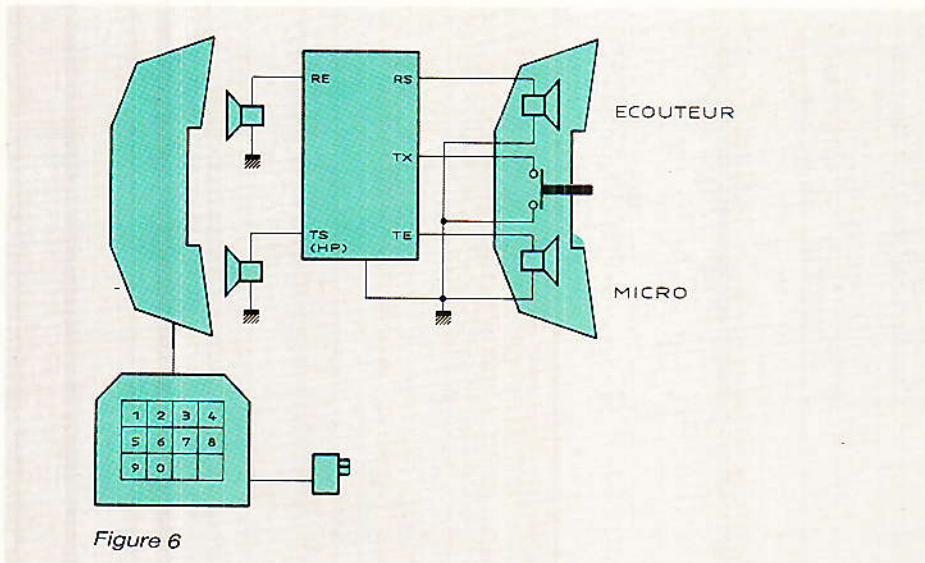 RE RS
ECOUTEUR
TX
TS TE
(HP)
MICRO
1 2 3 4
5 6 7 8
9 0
Figure 6